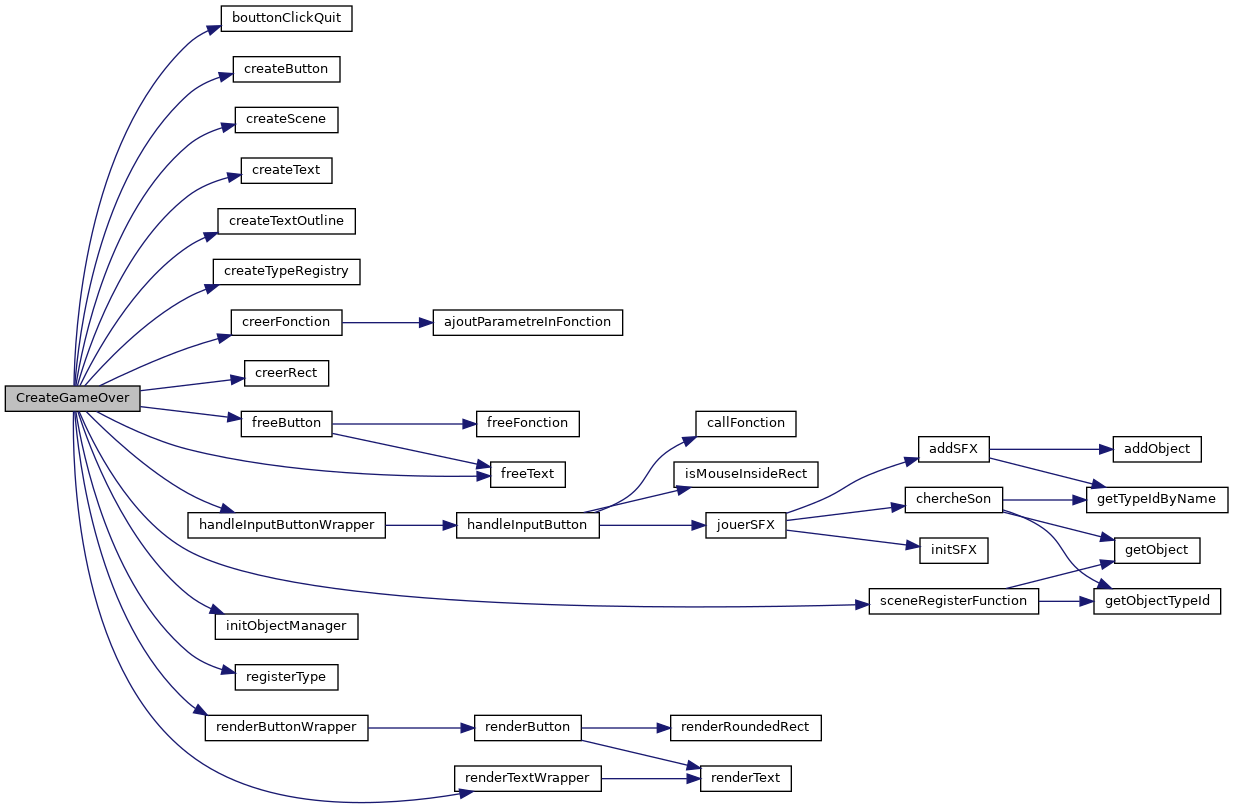 bouttonClickQuit
createButton
createScene
createText
createTextOutline
createTypeRegistry
creerFonction
ajoutParametreInFonction
creerRect
CreateGameOver
freeButton
freeFonction
callFonction
addSFX
addObject
freeText
isMouseInsideRect
chercheSon
getTypeIdByName
handleInputButtonWrapper
handleInputButton
jouerSFX
initSFX
getObject
sceneRegisterFunction
getObjectTypeId
initObjectManager
registerType
renderButtonWrapper
renderButton
renderRoundedRect
renderTextWrapper
renderText